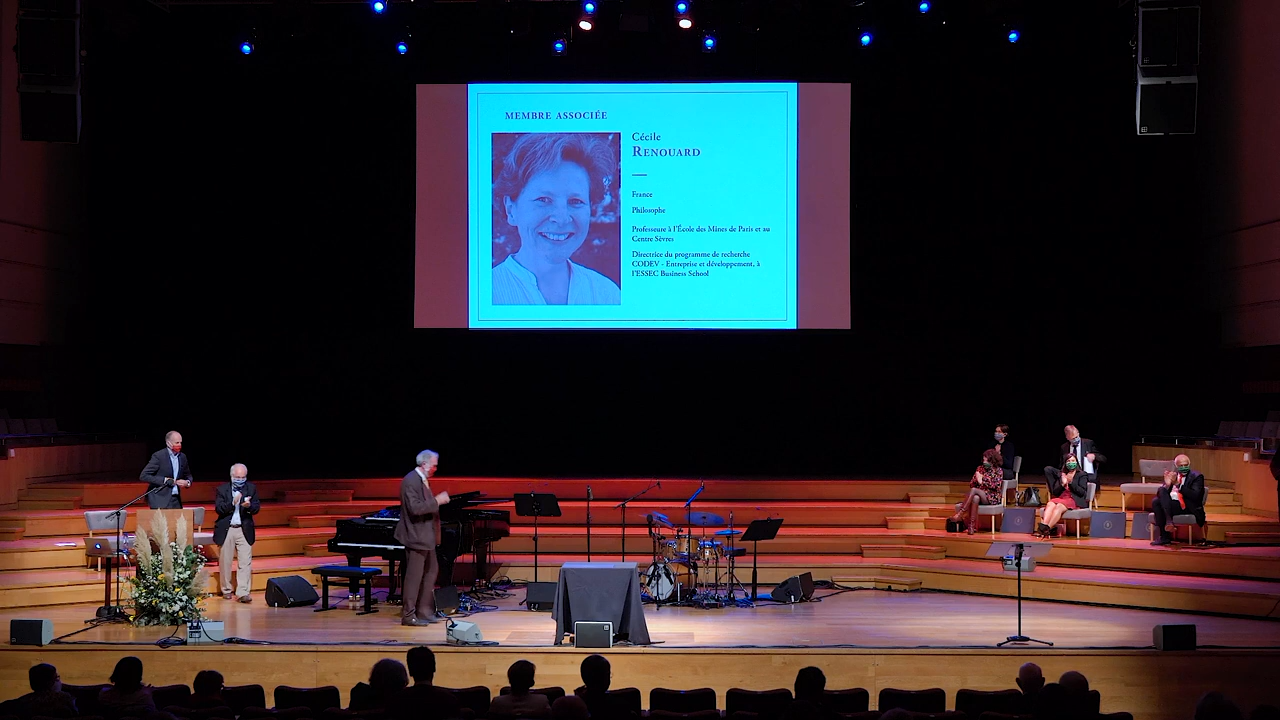 MEMBRE ASSOCIÉE
Cécile
RENOUARD
France
Philosophe
Professeure à l'École des Mines de Paris et au
Centre Sèvres
Directrice du programme de recherche
CODEV - Entreprise et développement, à
l'ESSEC Business School